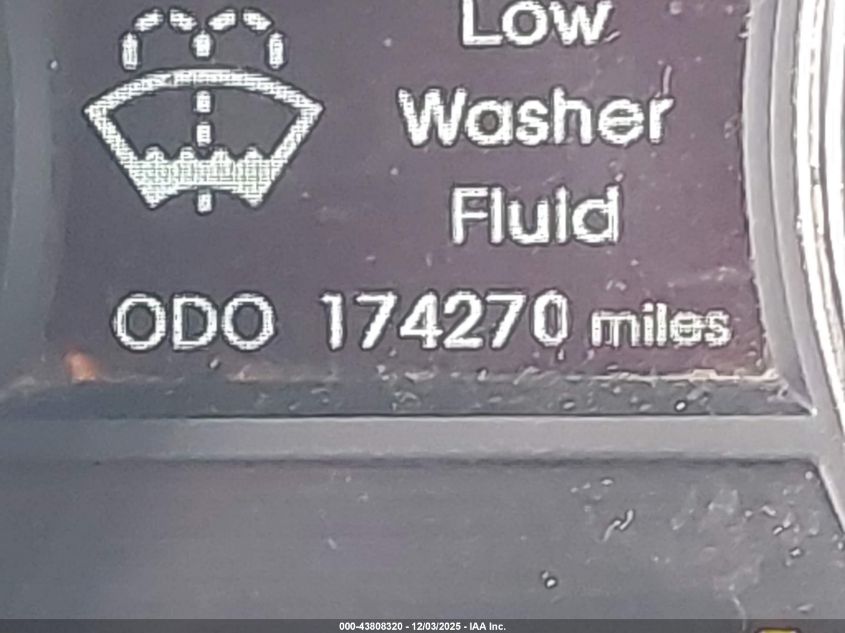 Low
Washer
Fluid
ODO 174270 miles
000-43808320 - 12/03/2025 - IAA Inc.